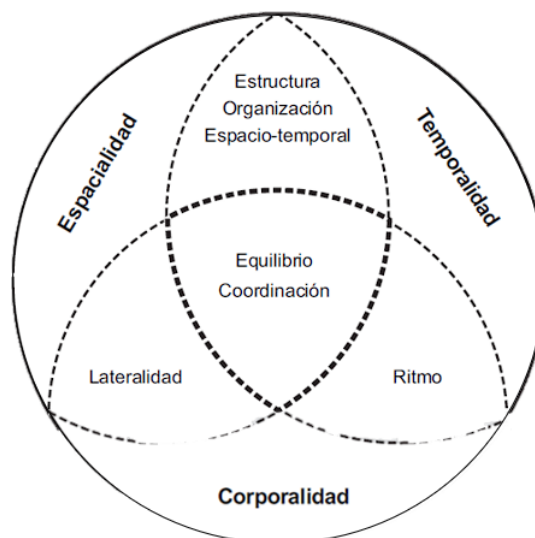 Estructura
Organización
Espacio-temporal
Espacialidad
Temporalidad
Equilibrio
Coordinación
Lateralidad
Ritmo
Corporalidad